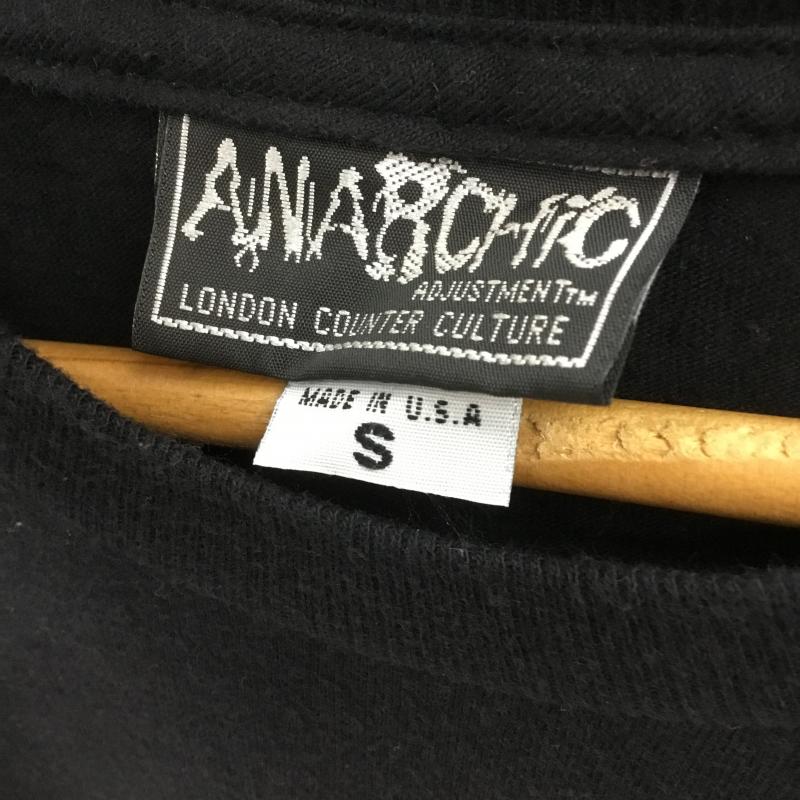 ANARCHIC
ADJUSTMENT™
LONDON COUNTER CULTURE
MADE IN U.S.A
S